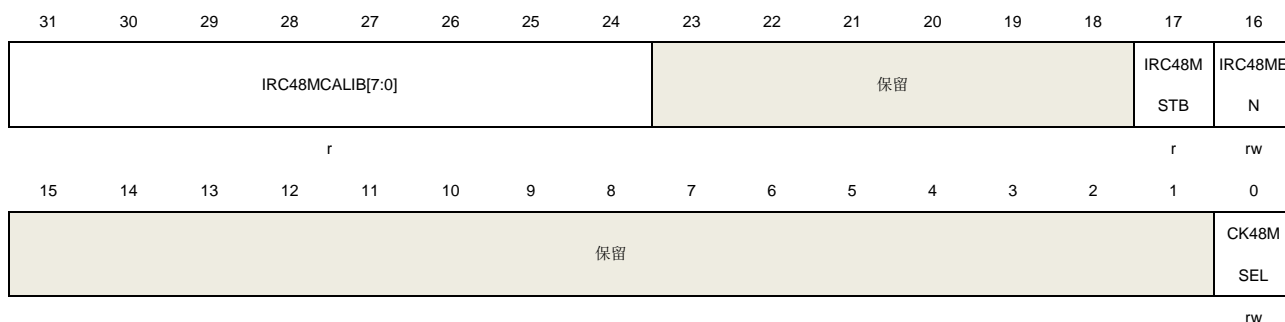 31 30 29 28 27 26 25 24 23 22 21 20 19 18 17 16
IRC48MCALIB[7:0] 保留 IRC48M STB IRC48ME N
r r rw
15 14 13 12 11 10 9 8 7 6 5 4 3 2 1 0
保留 CK48M SEL
rw